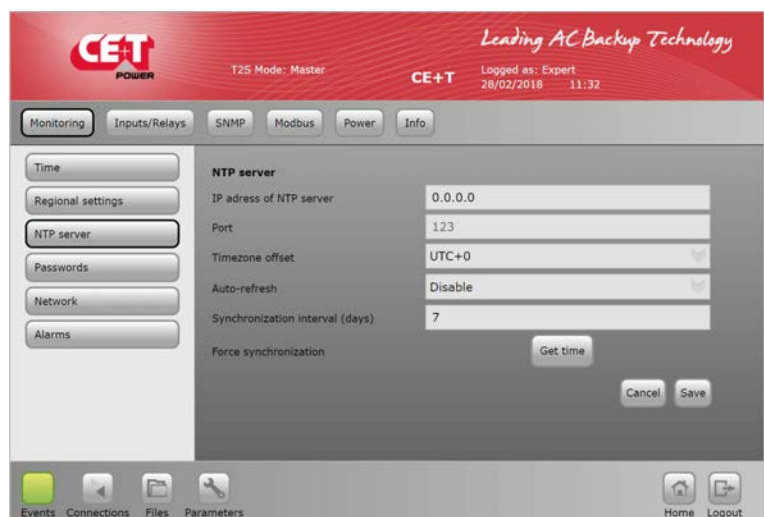 CE+T
POWER
Leading AC Backup Technology
T2S Mode: Master
CE+T
Logged as: Expert
28/02/2018 11:32
Monitoring Inputs/Relays SNMP Modbus Power Info
Time
Regional settings
NTP server
Passwords
Network
Alarms
NTP server
IP adress of NTP server 0.0.0.0
Port 123
Timezone offset UTC+0
Auto-refresh Disable
Synchronization interval (days) 7
Force synchronization Get time
Cancel Save
Events Connections Files Parameters Home Logout